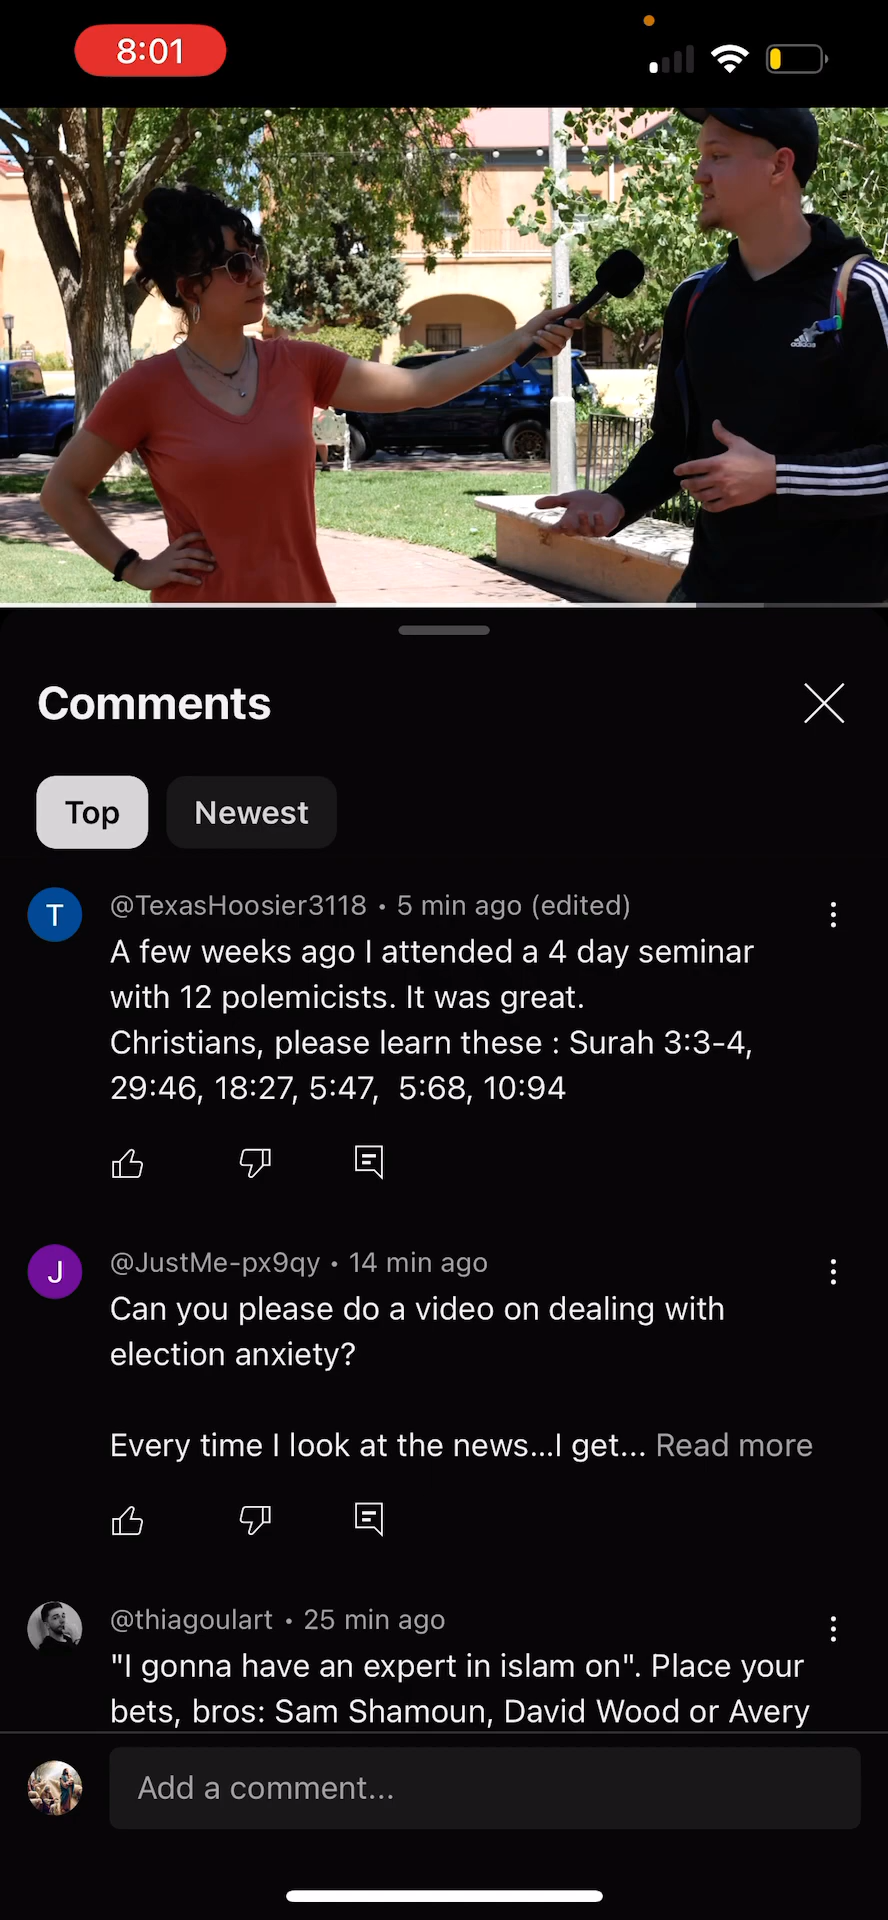 8:01
adidas
Comments
Top
Newest
@TexasHoosier3118 • 5 min ago (edited)
A few weeks ago I attended a 4 day seminar
with 12 polemicists. It was great.
Christians, please learn these : Surah 3:3-4,
29:46, 18:27, 5:47,  5:68, 10:94
@JustMe-px9qy • 14 min ago
Can you please do a video on dealing with
election anxiety?
Every time I look at the news...I get... Read more
@thiagoulart • 25 min ago
"I gonna have an expert in islam on". Place your
bets, bros: Sam Shamoun, David Wood or Avery
Add a comment...